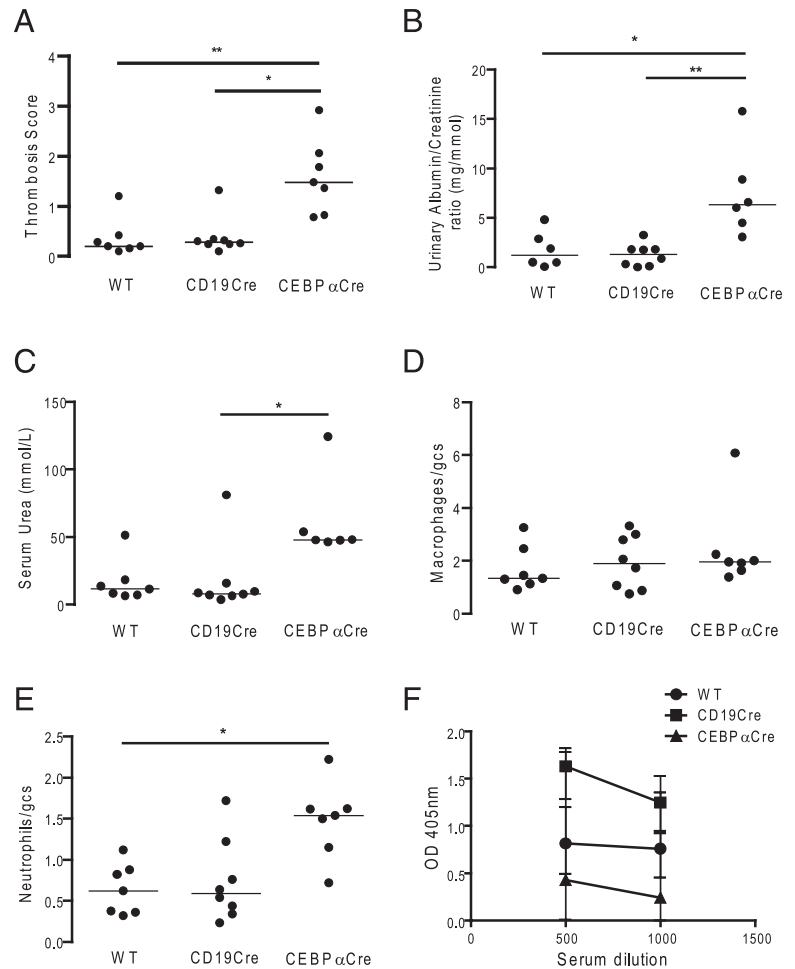 A
Thrombosis Score
4
3
2
1
0
**
*
WT
CD19Cre
CEBPαCre
B
Urinary Albumin/Creatinine
ratio (mg/mmol)
20
15
10
5
0
*
**
WT
CD19Cre
CEBPαCre
C
Serum Urea (mmol/L)
150
100
50
0
*
WT
CD19Cre
CEBPαCre
D
Macrophages/gcs
8
6
4
2
0
WT
CD19Cre
CEBPαCre
E
Neutrophils/gcs
2.5
2.0
1.5
1.0
0.5
0.0
*
WT
CD19Cre
CEBPαCre
F
WT
CD19Cre
CEBPαCre
OD 405nm
2.0
1.5
1.0
0.5
0.0
0 500 1000 1500
Serum dilution